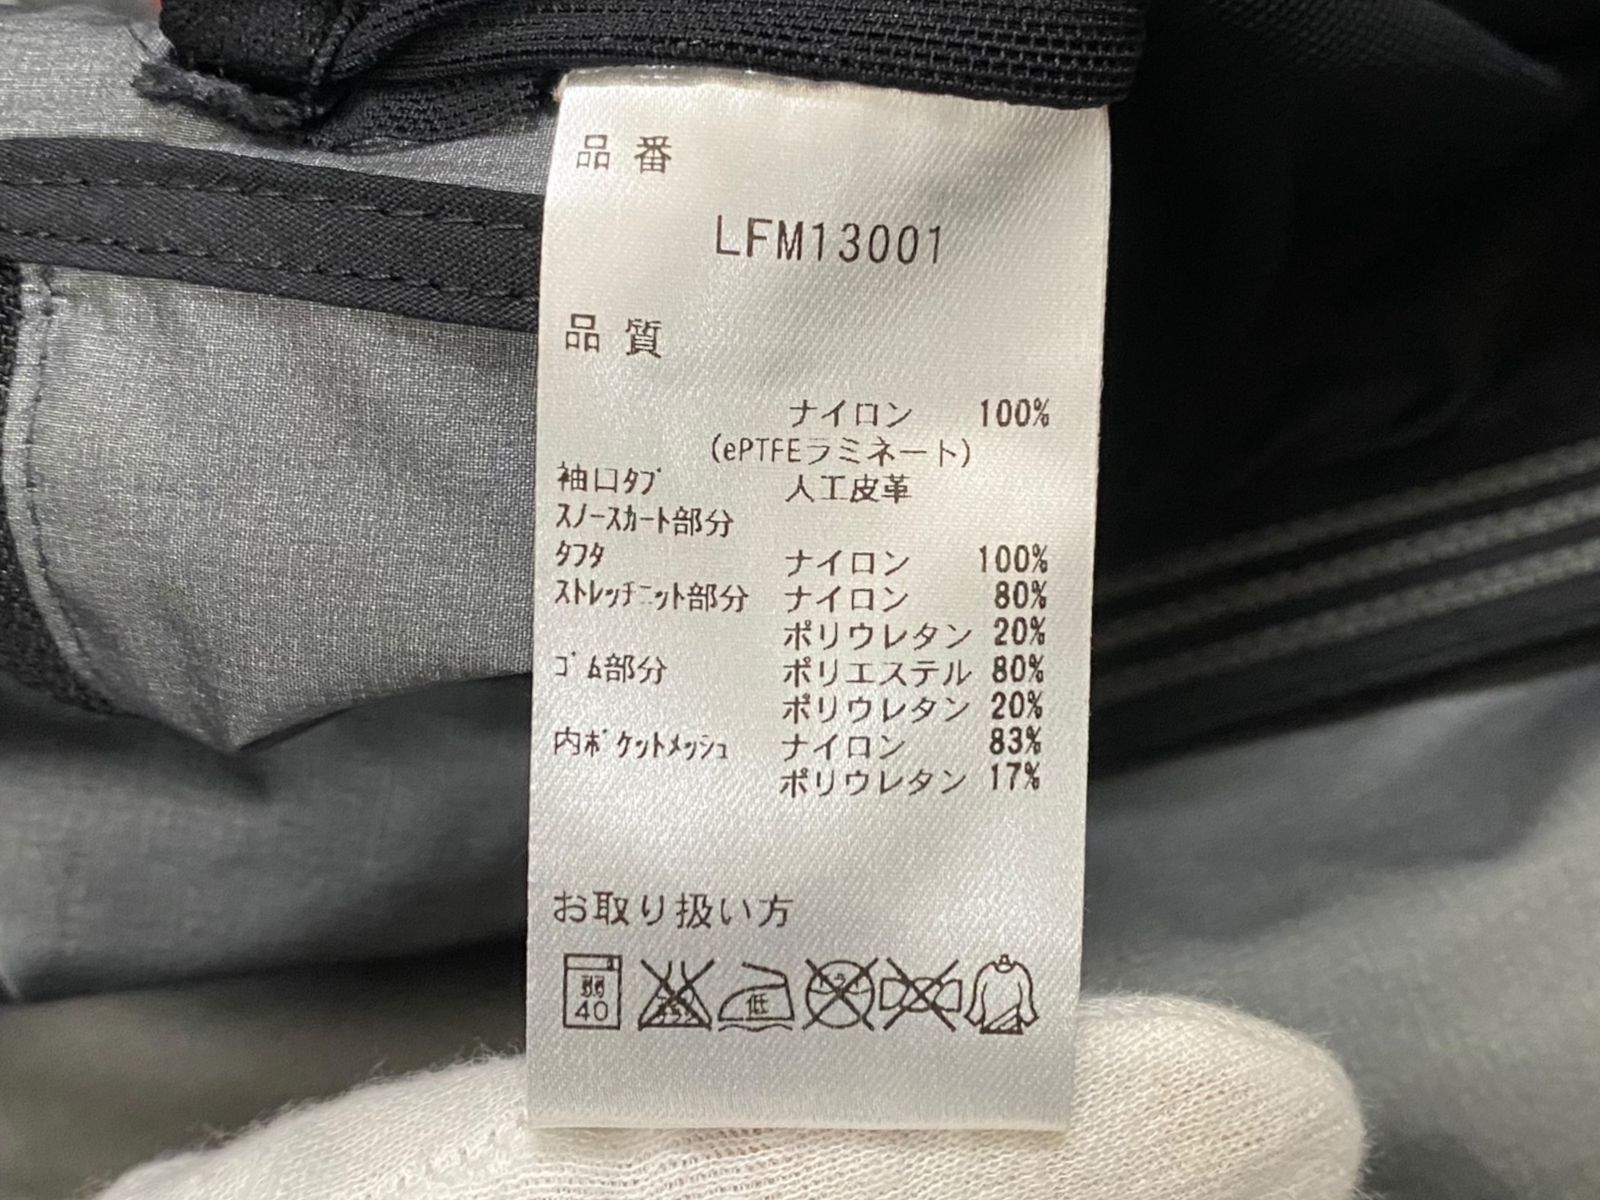 品番
LFM13001
品質
ナイロン 100%
(ePTFEラミネート)
袖口タブ 人工皮革
スノースカート部分
タフタ ナイロン 100%
ストレッチニット部分 ナイロン 80%
ポリウレタン 20%
ゴム部分 ポリエステル 80%
ポリウレタン 20%
内ポケットメッシュ ナイロン 83%
ポリウレタン 17%
お取り扱い方
弱
40
低